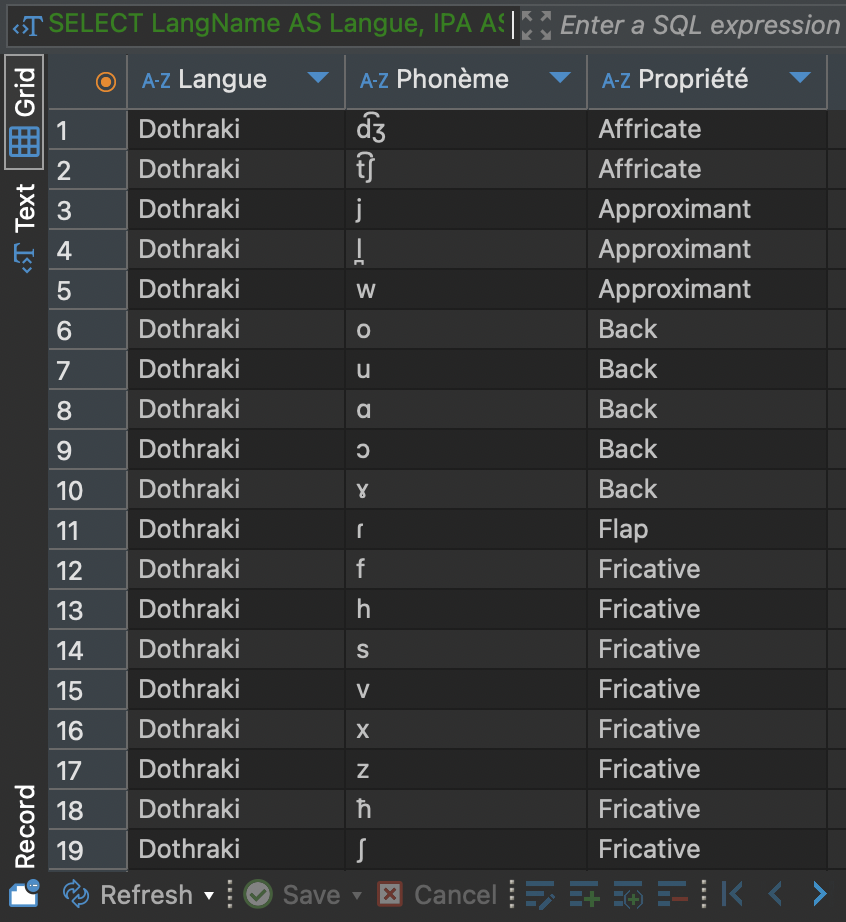 SELECT LangName AS Langue, IPA AS Enter a SQL expression
Grid
Text
Record
A-Z Langue A-Z Phonème A-Z Propriété
1 Dothraki d͡ʒ Affricate
2 Dothraki t͡ʃ Affricate
3 Dothraki j Approximant
4 Dothraki l̪ Approximant
5 Dothraki w Approximant
6 Dothraki o Back
7 Dothraki u Back
8 Dothraki ɑ Back
9 Dothraki ɔ Back
10 Dothraki ɤ Back
11 Dothraki ɾ Flap
12 Dothraki f Fricative
13 Dothraki h Fricative
14 Dothraki s Fricative
15 Dothraki v Fricative
16 Dothraki x Fricative
17 Dothraki z Fricative
18 Dothraki ħ Fricative
19 Dothraki ʃ Fricative
Refresh Save Cancel